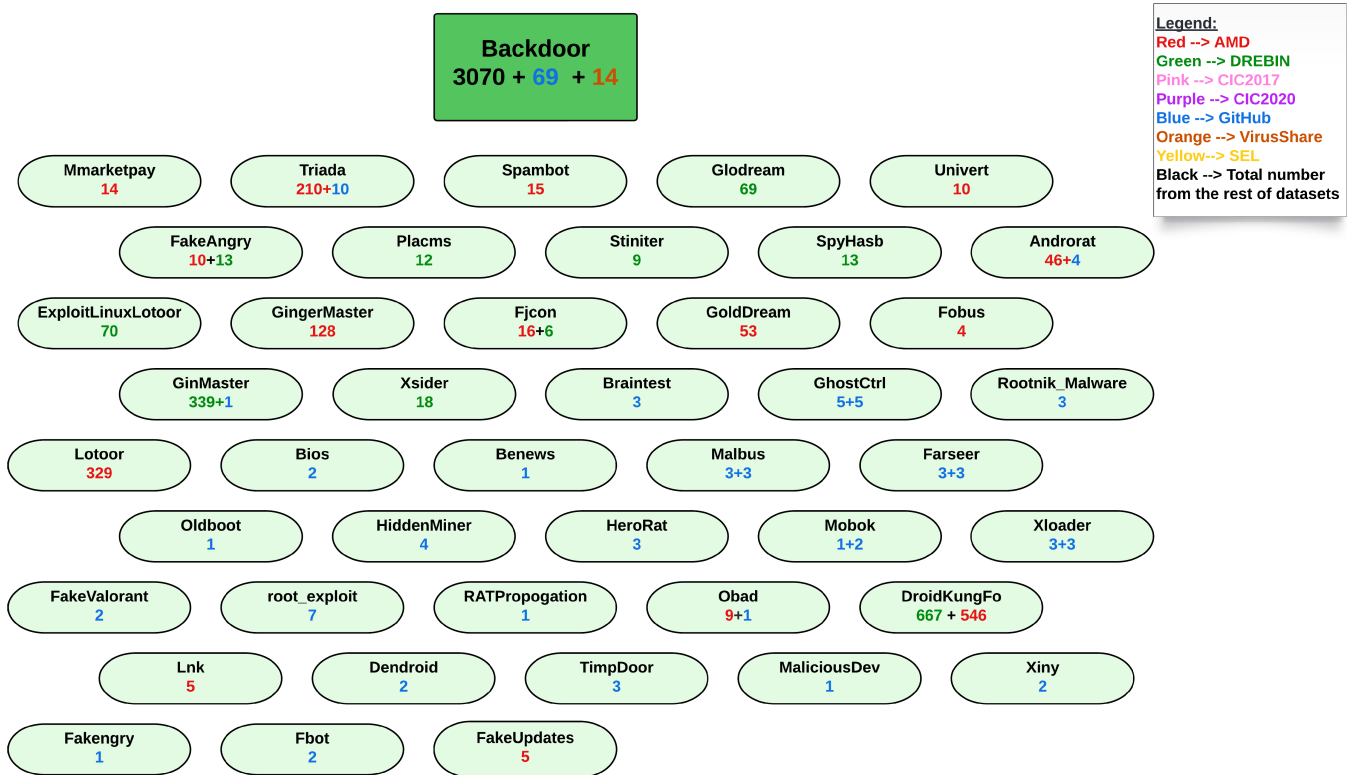 Backdoor
3070 + 69 + 14
Legend:
Red --> AMD
Green --> DREBIN
Pink --> CIC2017
Purple --> CIC2020
Blue --> GitHub
Orange --> VirusShare
Yellow--> SEL
Black --> Total number
from the rest of datasets
Mmarketpay
14
Triada
210+10
Spambot
15
Glodream
69
Univert
10
FakeAngry
10+13
Placms
12
Stiniter
9
SpyHasb
13
Androrat
46+4
ExploitLinuxLotoor
70
GingerMaster
128
Fjcon
16+6
GoldDream
53
Fobus
4
GinMaster
339+1
Xsider
18
Braintest
3
GhostCtrl
5+5
Rootnik_Malware
3
Lotoor
329
Bios
2
Benews
1
Malbus
3+3
Farseer
3+3
Oldboot
1
HiddenMiner
4
HeroRat
3
Mobok
1+2
Xloader
3+3
FakeValorant
2
root_exploit
7
RATPropogation
1
Obad
9+1
DroidKungFo
667 + 546
Lnk
5
Dendroid
2
TimpDoor
3
MaliciousDev
1
Xiny
2
Fakengry
1
Fbot
2
FakeUpdates
5